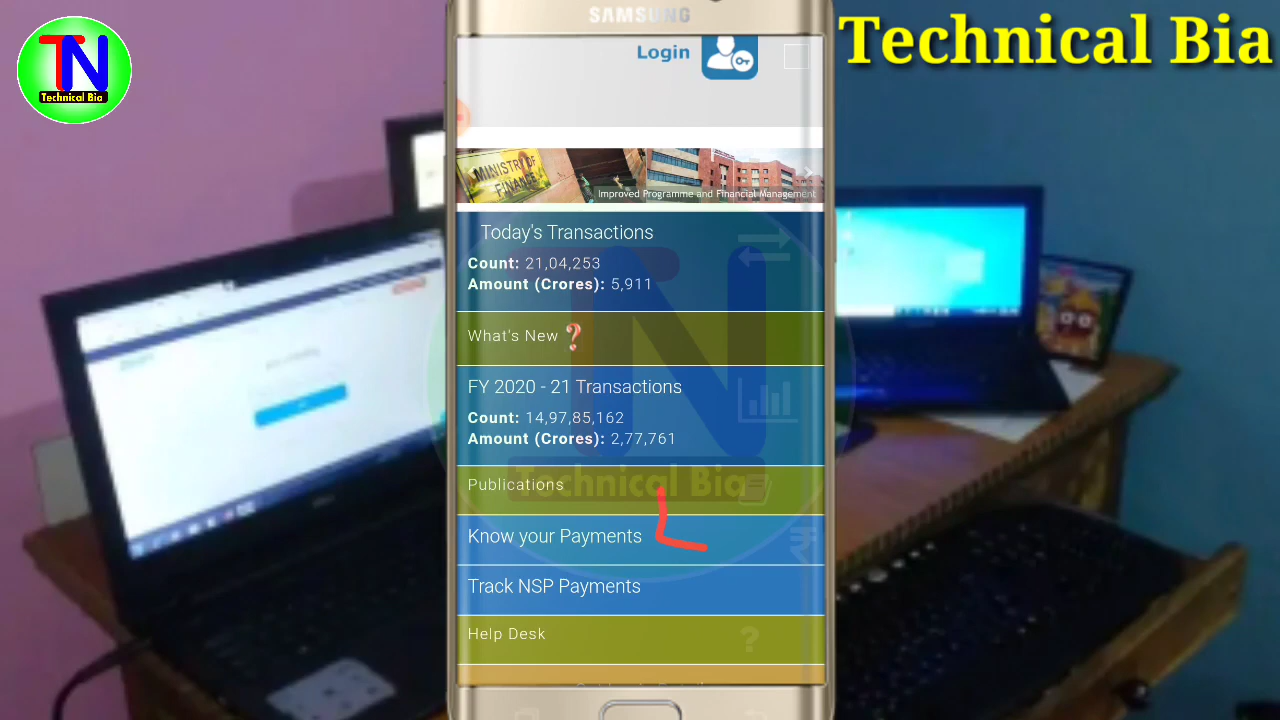 TN
Technical Bia
Technical Bia
SAMSUNG
Login
MINISTRY OF
FINANCE
Improved Programme and Financial Management
Today's Transactions
Count: 21,04,253
Amount (Crores): 5,911
What's New ?
FY 2020 - 21 Transactions
Count: 14,97,85,162
Amount (Crores): 2,77,761
Publications
Know your Payments
Track NSP Payments
Help Desk
TN
Technical Bia